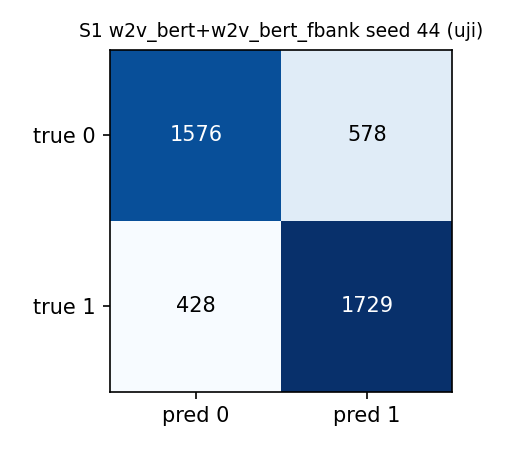 S1 w2v_bert+w2v_bert_fbank seed 44 (uji)
true 0 1576 578
true 1 428 1729
pred 0 pred 1